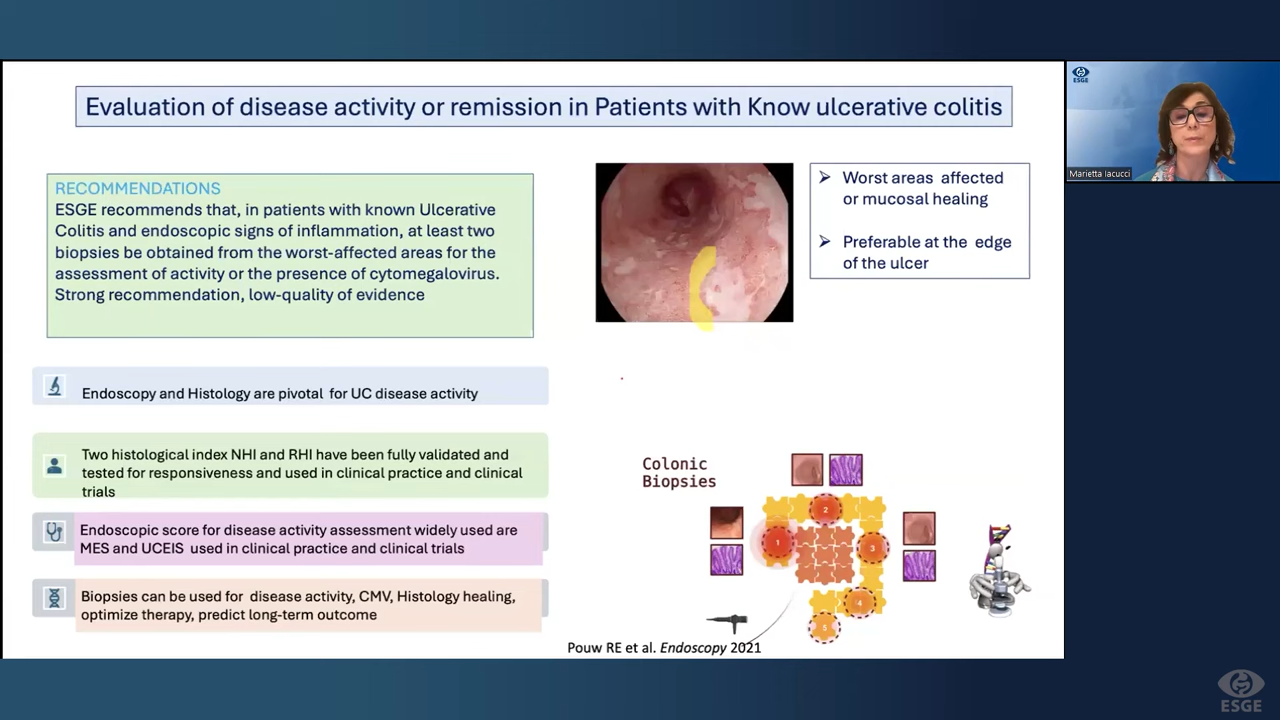 Evaluation of disease activity or remission in Patients with Know ulcerative colitis
RECOMMENDATIONS
ESGE recommends that, in patients with known Ulcerative
Colitis and endoscopic signs of inflammation, at least two
biopsies be obtained from the worst-affected areas for the
assessment of activity or the presence of cytomegalovirus.
Strong recommendation, low-quality of evidence
Worst areas affected
or mucosal healing
Preferable at the edge
of the ulcer
ESGE
Marietta Iacucci
Endoscopy and Histology are pivotal for UC disease activity
Two histological index NHI and RHI have been fully validated and
tested for responsiveness and used in clinical practice and clinical
trials
Endoscopic score for disease activity assessment widely used are
MES and UCEIS used in clinical practice and clinical trials
Biopsies can be used for disease activity, CMV, Histology healing,
optimize therapy, predict long-term outcome
Colonic
Biopsies
1
2
3
4
5
Pouw RE et al. Endoscopy 2021
ESGE